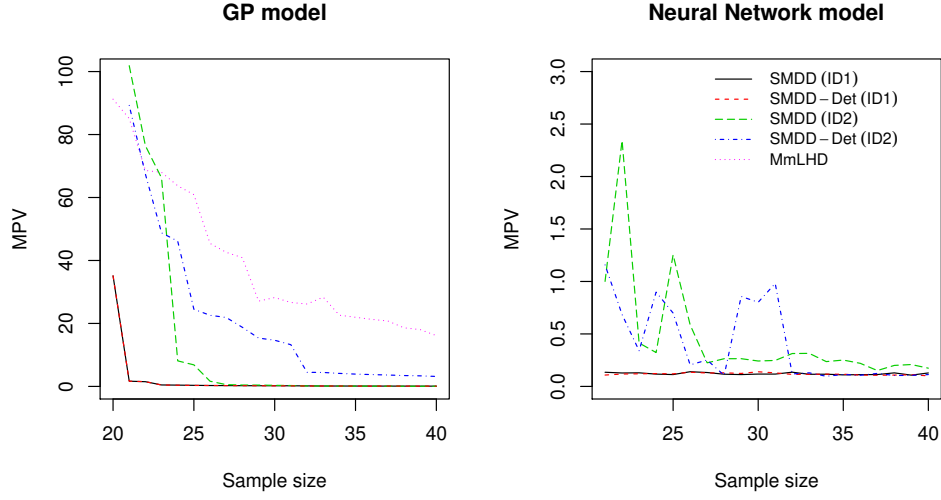 GP model
MPV
0
20
40
60
80
100
20
25
30
35
40
Sample size
Neural Network model
MPV
0.0
0.5
1.0
1.5
2.0
2.5
3.0
25
30
35
40
Sample size
SMDD (ID1)
SMDD−Det (ID1)
SMDD (ID2)
SMDD−Det (ID2)
MmLHD